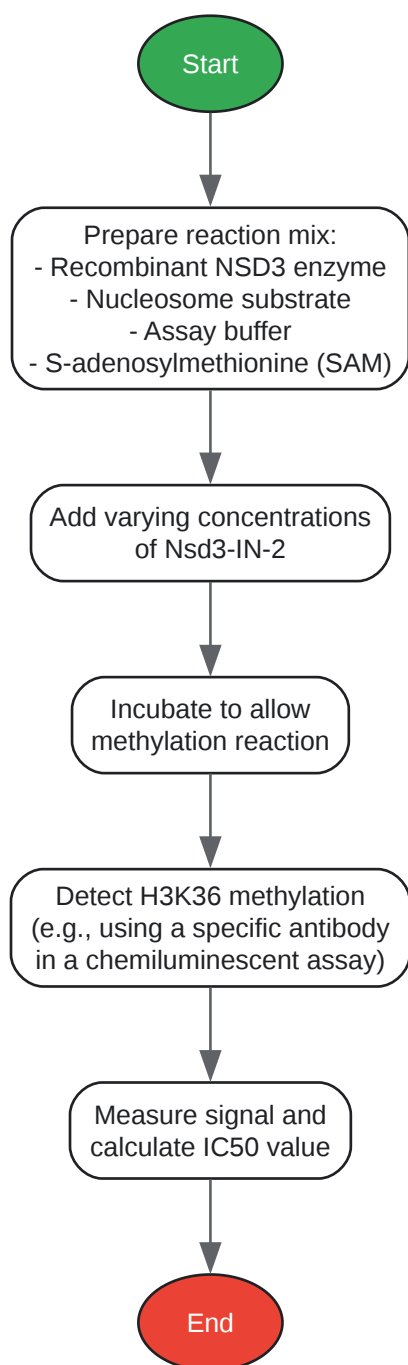 Start
Prepare reaction mix:
- Recombinant NSD3 enzyme
- Nucleosome substrate
- Assay buffer
- S-adenosylmethionine (SAM)
Add varying concentrations
of Nsd3-IN-2
Incubate to allow
methylation reaction
Detect H3K36 methylation
(e.g., using a specific antibody
in a chemiluminescent assay)
Measure signal and
calculate IC50 value
End